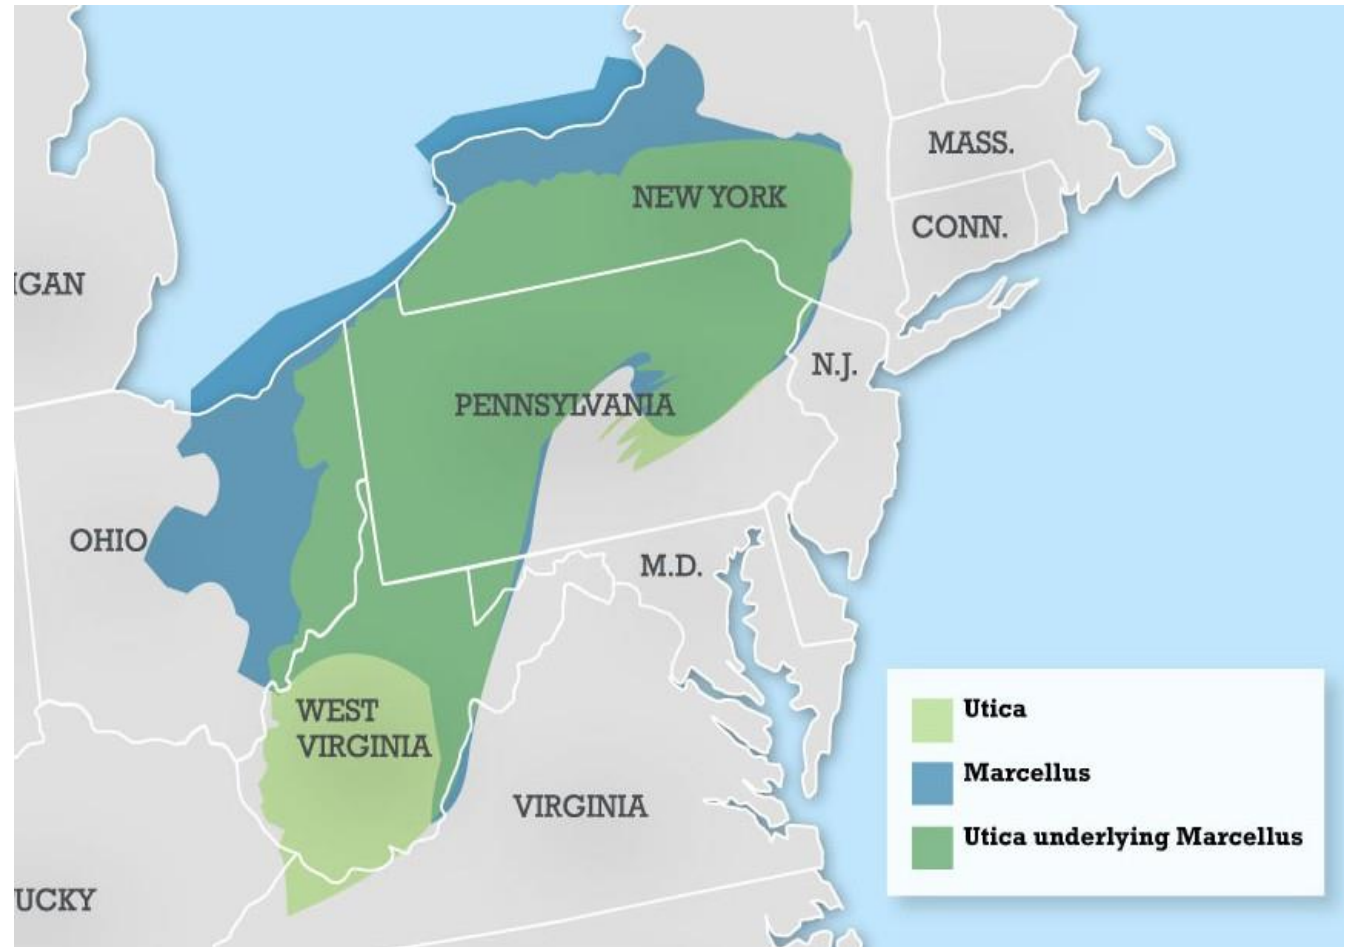 MASS.
NEW YORK
CONN.
IGAN
N.J.
PENNSYLVANIA
OHIO
M.D.
WEST
VIRGINIA
VIRGINIA
UCKY
Utica
Marcellus
Utica underlying Marcellus